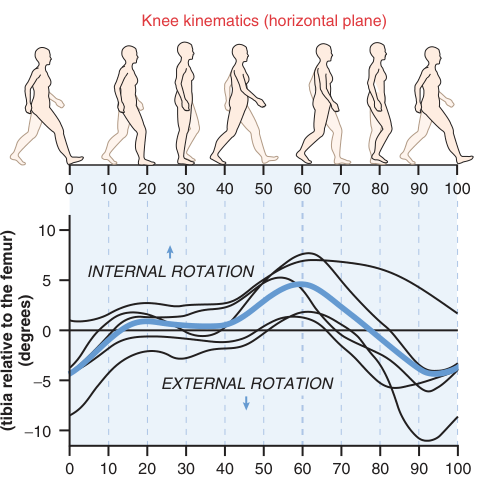 Knee kinematics (horizontal plane)
0 10 20 30 40 50 60 70 80 90 100
(tibia relative to the femur)
(degrees)
10
5
0
−5
−10
INTERNAL ROTATION
EXTERNAL ROTATION
0 10 20 30 40 50 60 70 80 90 100